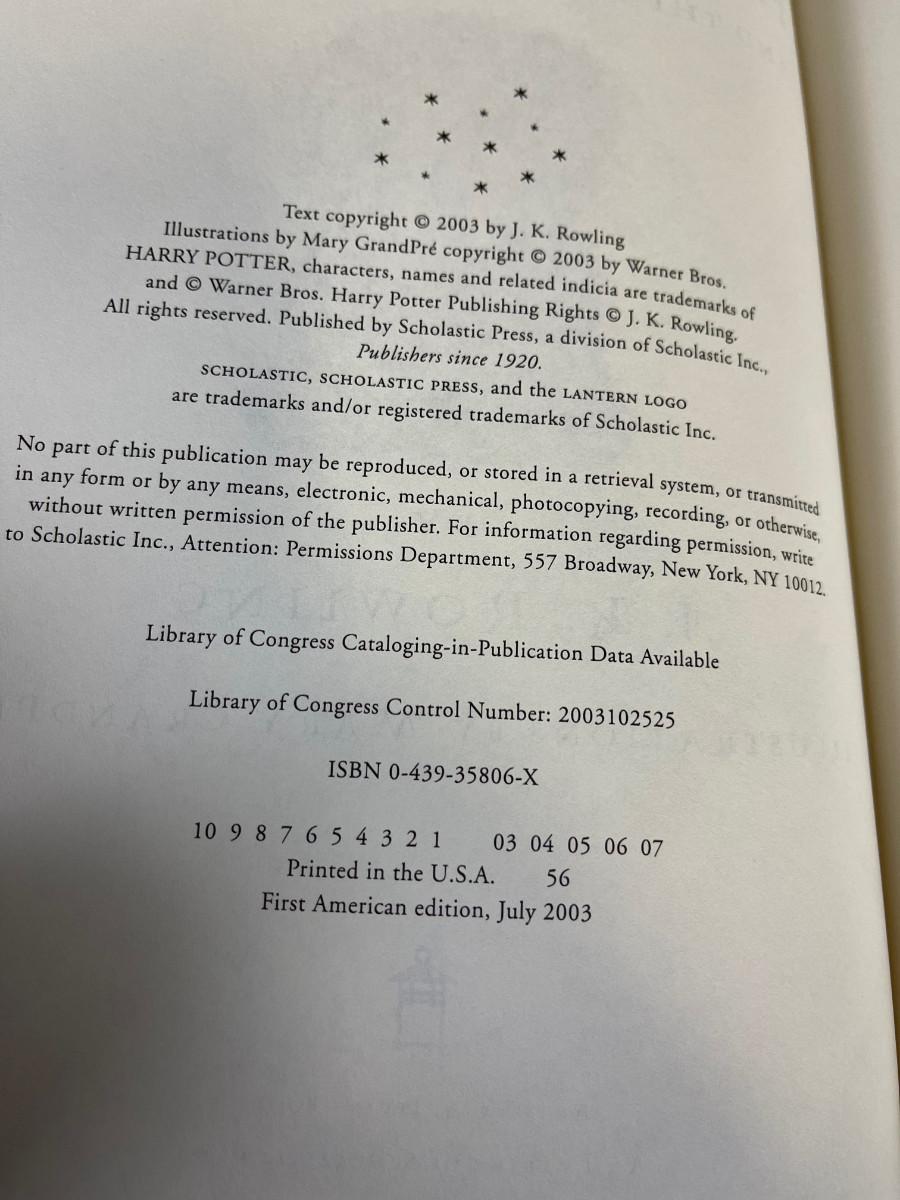 Text copyright © 2003 by J. K. Rowling
Illustrations by Mary GrandPré copyright © 2003 by Warner Bros.
HARRY POTTER, characters, names and related indicia are trademarks of
and © Warner Bros. Harry Potter Publishing Rights © J. K. Rowling.
All rights reserved. Published by Scholastic Press, a division of Scholastic Inc.,
Publishers since 1920.
SCHOLASTIC, SCHOLASTIC PRESS, and the LANTERN LOGO
are trademarks and/or registered trademarks of Scholastic Inc.
No part of this publication may be reproduced, or stored in a retrieval system, or transmitted
in any form or by any means, electronic, mechanical, photocopying, recording, or otherwise,
without written permission of the publisher. For information regarding permission, write
to Scholastic Inc., Attention: Permissions Department, 557 Broadway, New York, NY 10012.
Library of Congress Cataloging-in-Publication Data Available
Library of Congress Control Number: 2003102525
ISBN 0-439-35806-X
10 9 8 7 6 5 4 3 2 1 03 04 05 06 07
Printed in the U.S.A. 56
First American edition, July 2003